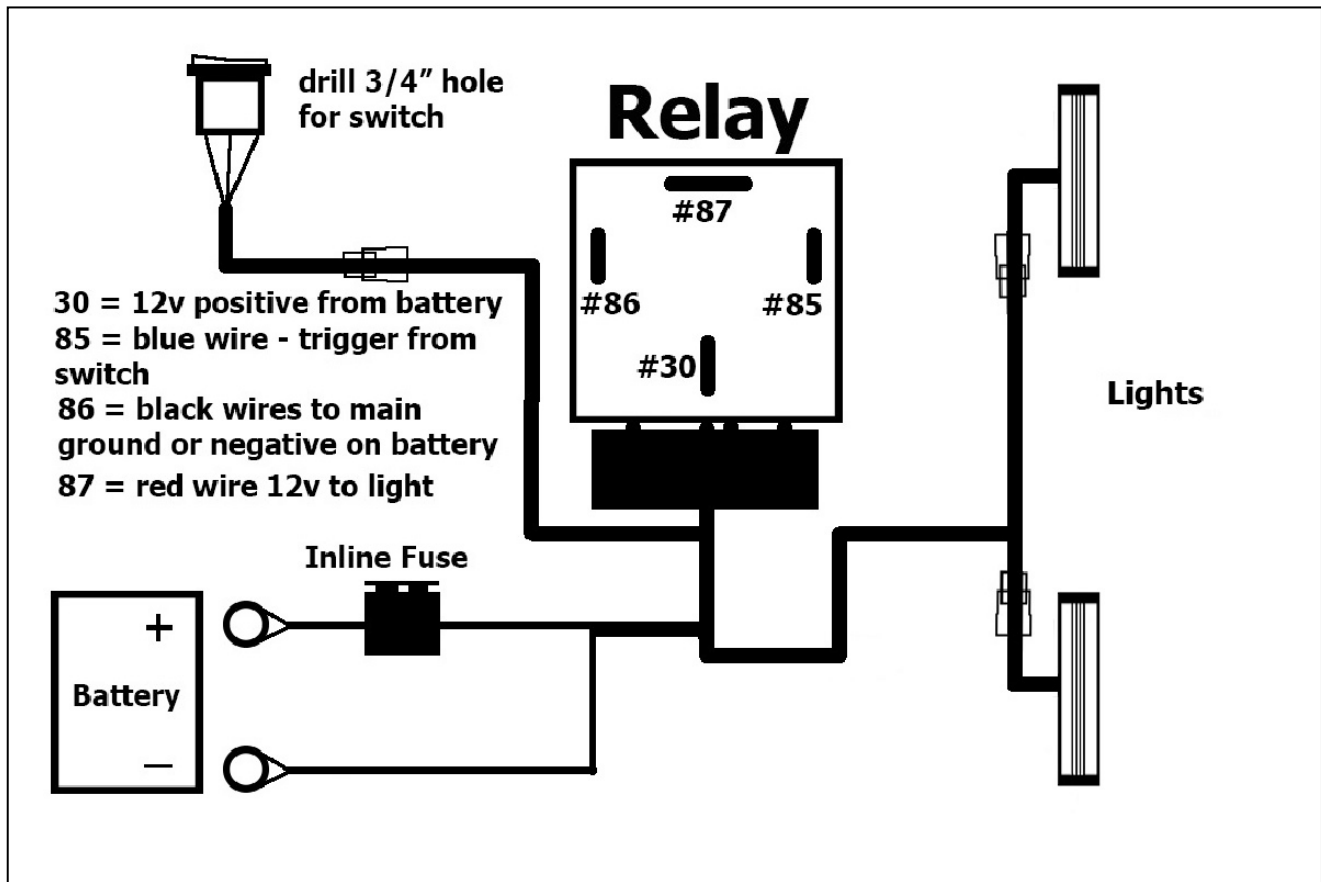 drill 3/4" hole
for switch
Relay
#87
#86
#85
#30
30 = 12v positive from battery
85 = blue wire - trigger from
switch
86 = black wires to main
ground or negative on battery
87 = red wire 12v to light
Lights
Inline Fuse
+
Battery
—